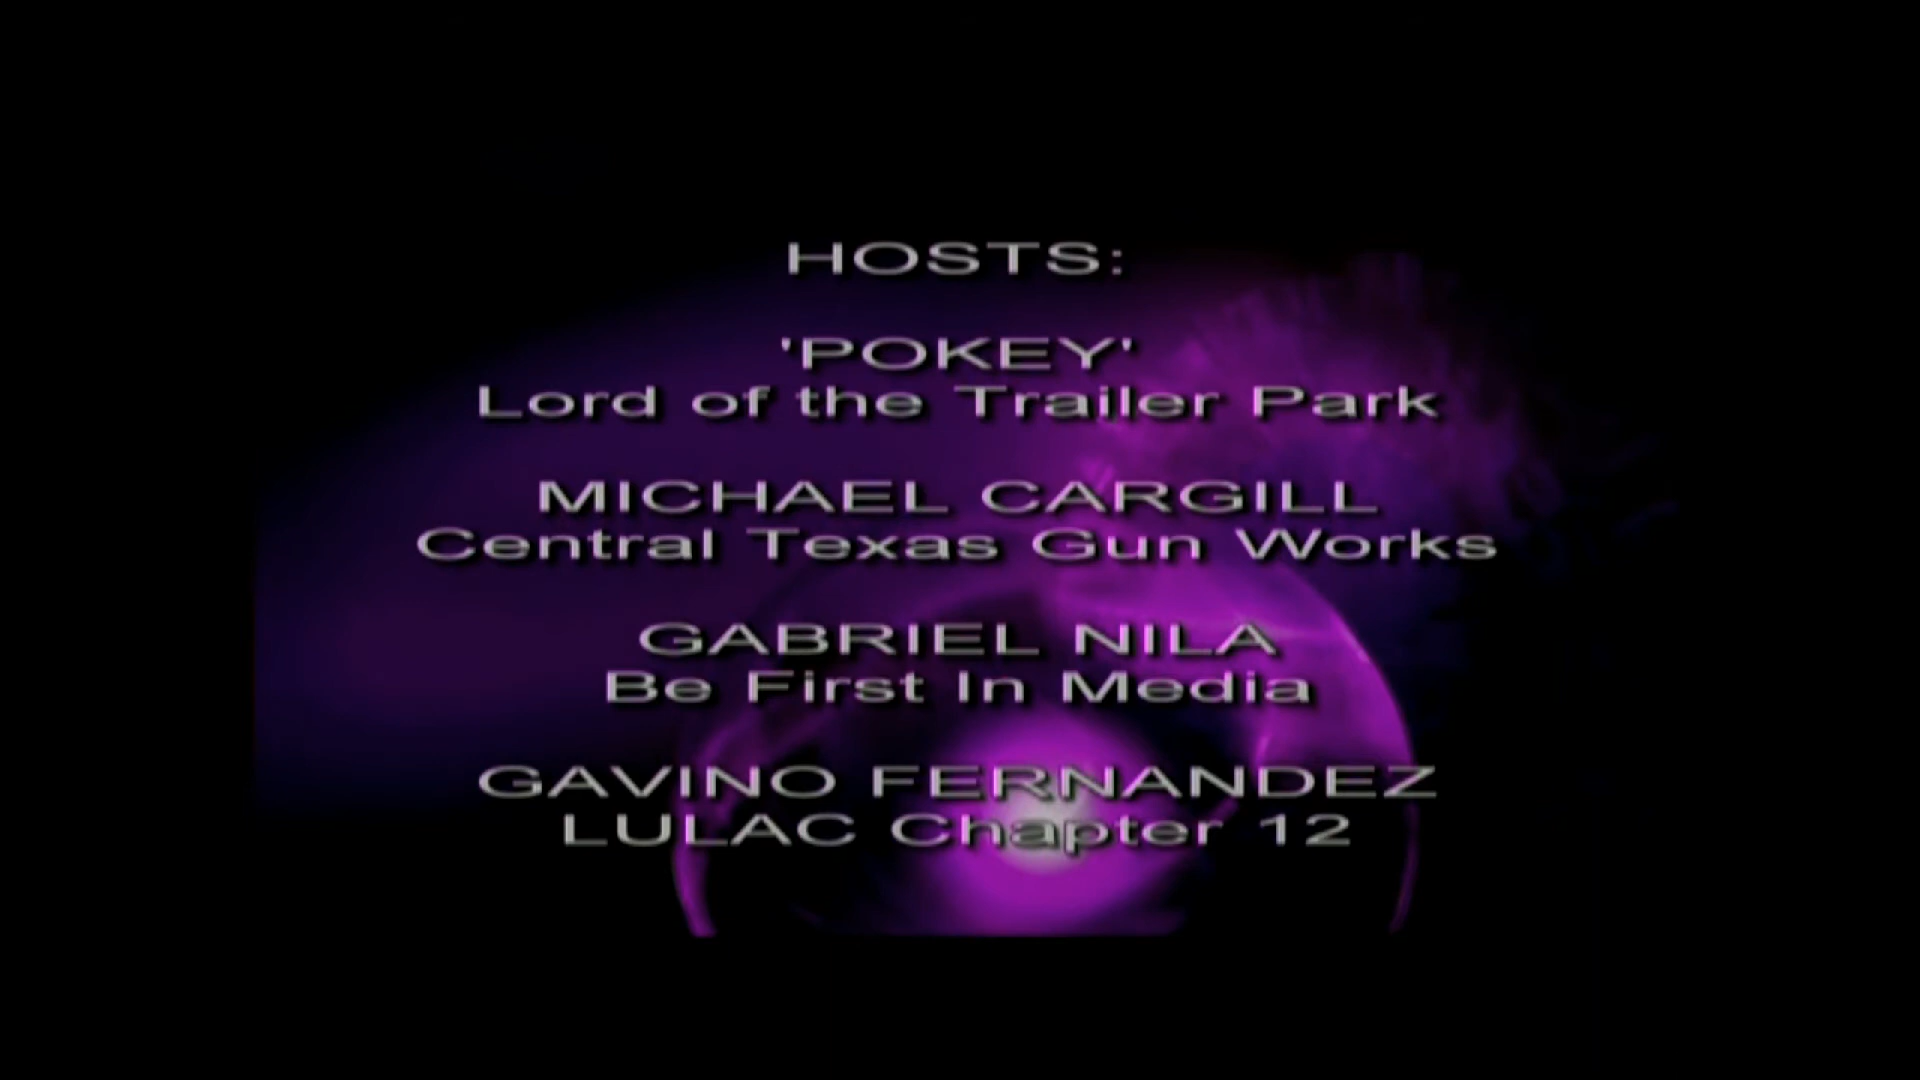 HOSTS:
'POKEY'
Lord of the Trailer Park
MICHAEL CARGILL
Central Texas Gun Works
GABRIEL NILA
Be First In Media
GAVINO FERNANDEZ
LULAC Chapter 12